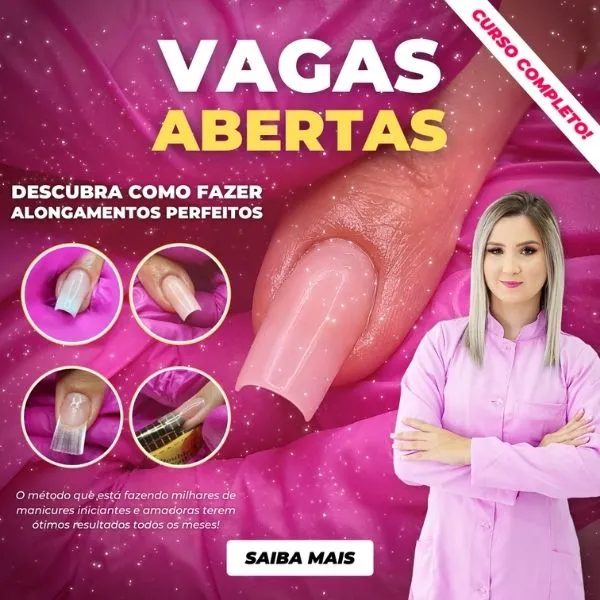 VAGAS
ABERTAS
CURSO COMPLETO!
DESCUBRA COMO FAZER
ALONGAMENTOS PERFEITOS
O método que está fazendo milhares de
manicures iniciantes e amadoras terem
ótimos resultados todos os meses!
SAIBA MAIS